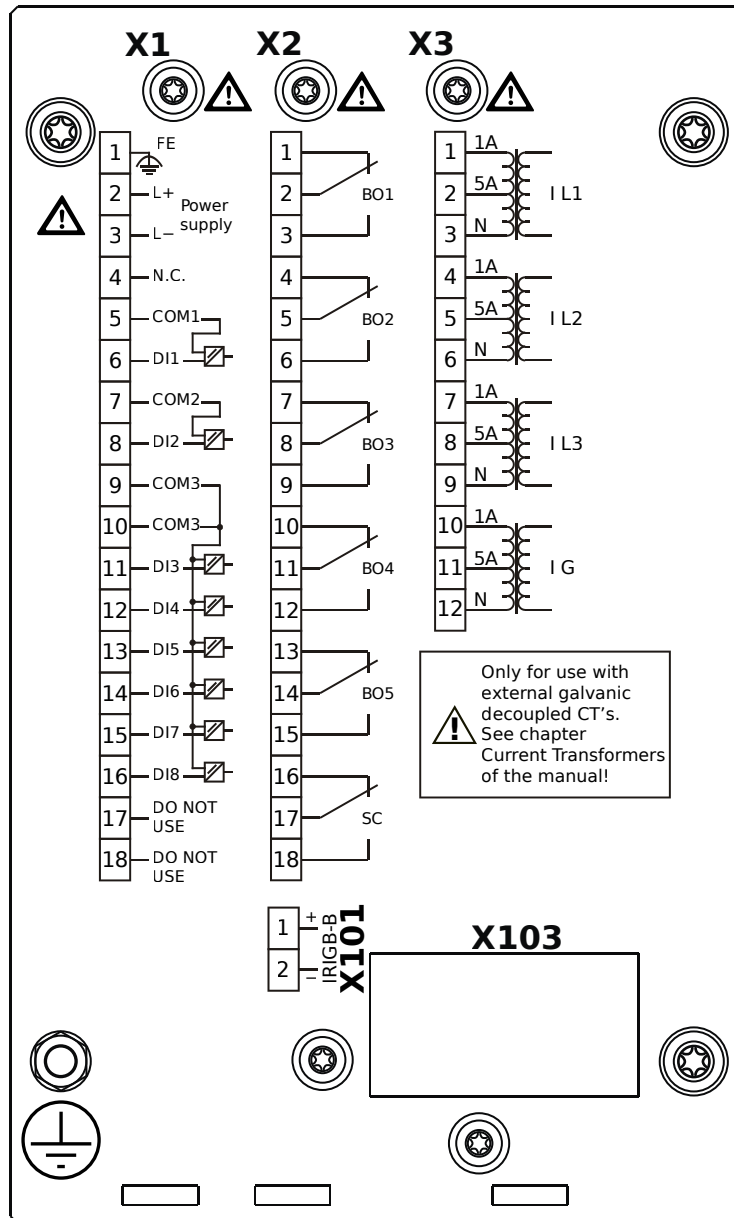 X1
X2
X3
1 FE
2 L+
Power
supply
3 L−
4 N.C.
5 COM1
6 DI1
7 COM2
8 DI2
9 COM3
10 COM3
11 DI3
12 DI4
13 DI5
14 DI6
15 DI7
16 DI8
17 DO NOT
USE
18 DO NOT
USE
1
2 BO1
3
4
5 BO2
6
7
8 BO3
9
10
11 BO4
12
13
14 BO5
15
16
17 SC
18
1 1A
2 5A I L1
3 N
4 1A
5 5A I L2
6 N
7 1A
8 5A I L3
9 N
10 1A
11 5A I G
12 N
Only for use with
external galvanic
decoupled CT's.
See chapter
Current Transformers
of the manual!
1 +
2 −
IRIGB-B
X101
X103